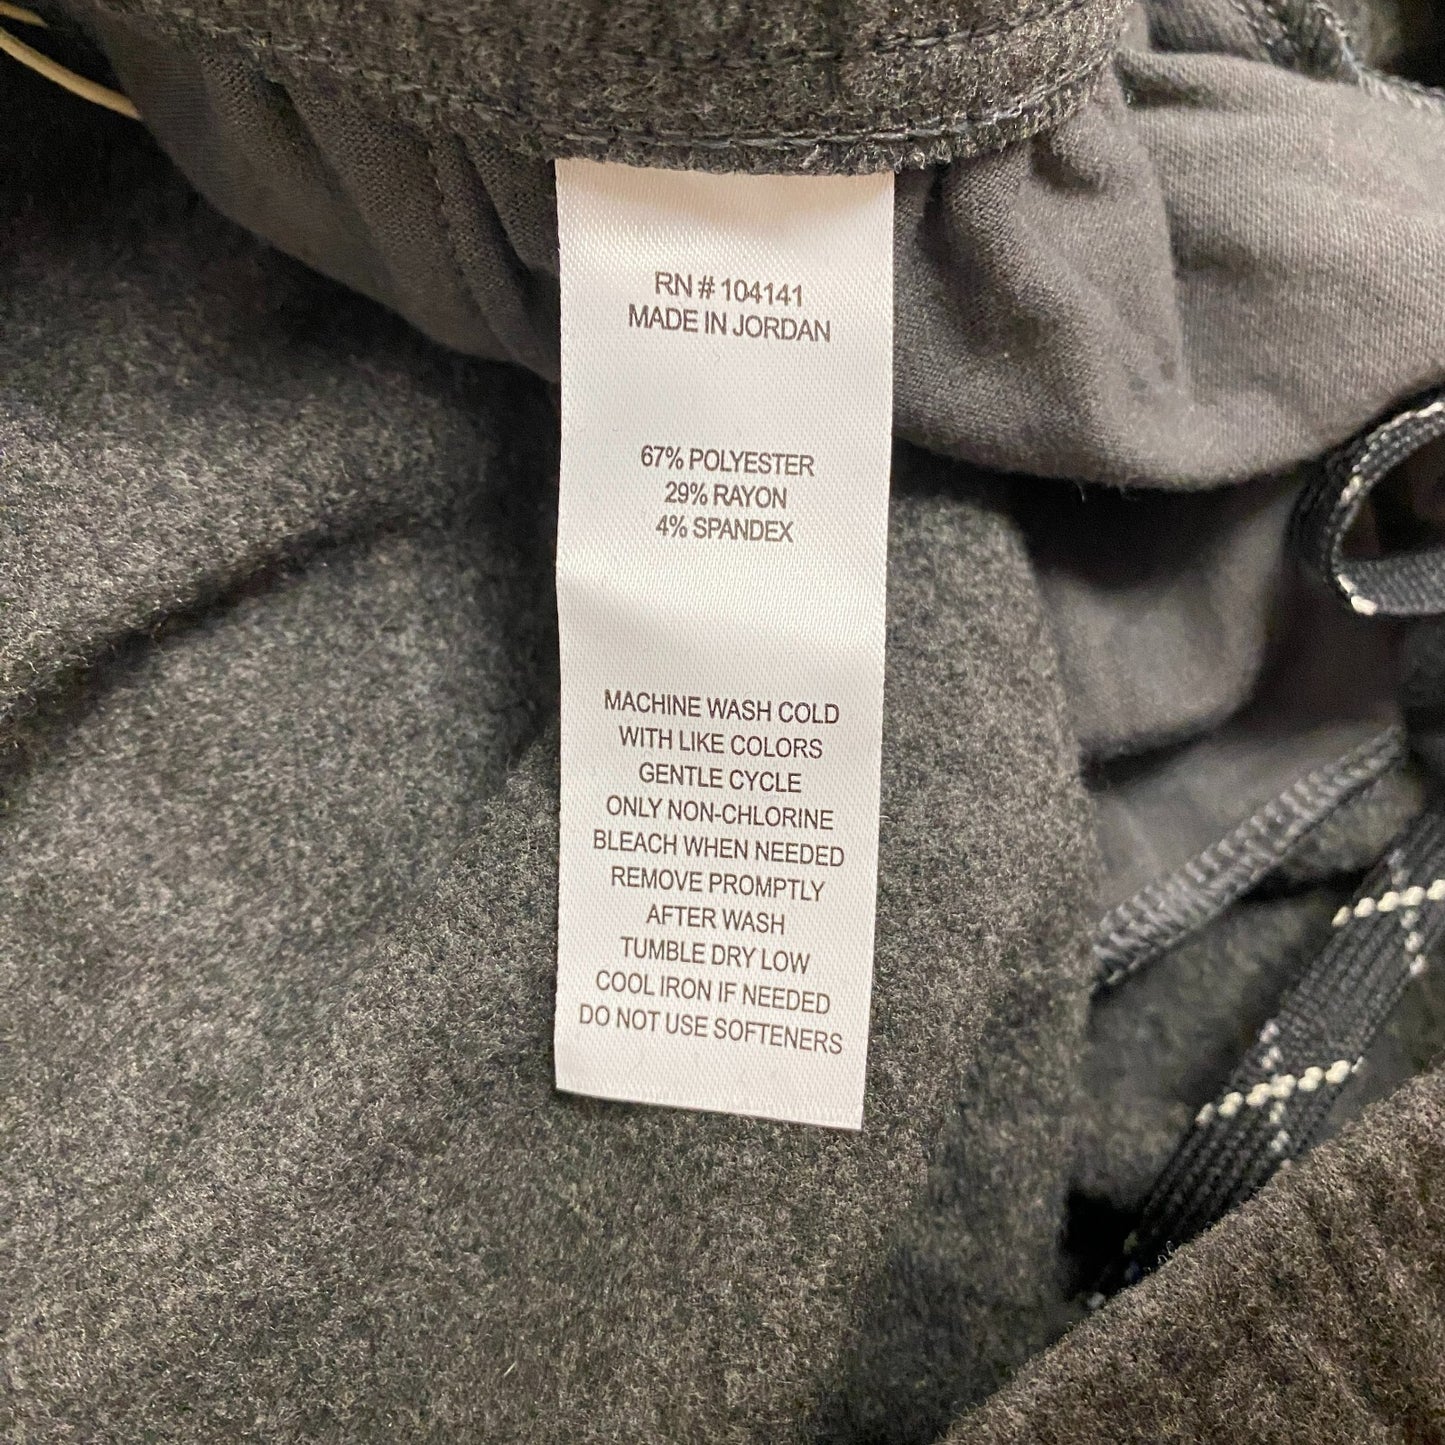 RN # 104141
MADE IN JORDAN
67% POLYESTER
29% RAYON
4% SPANDEX
MACHINE WASH COLD
WITH LIKE COLORS
GENTLE CYCLE
ONLY NON-CHLORINE
BLEACH WHEN NEEDED
REMOVE PROMPTLY
AFTER WASH
TUMBLE DRY LOW
COOL IRON IF NEEDED
DO NOT USE SOFTENERS